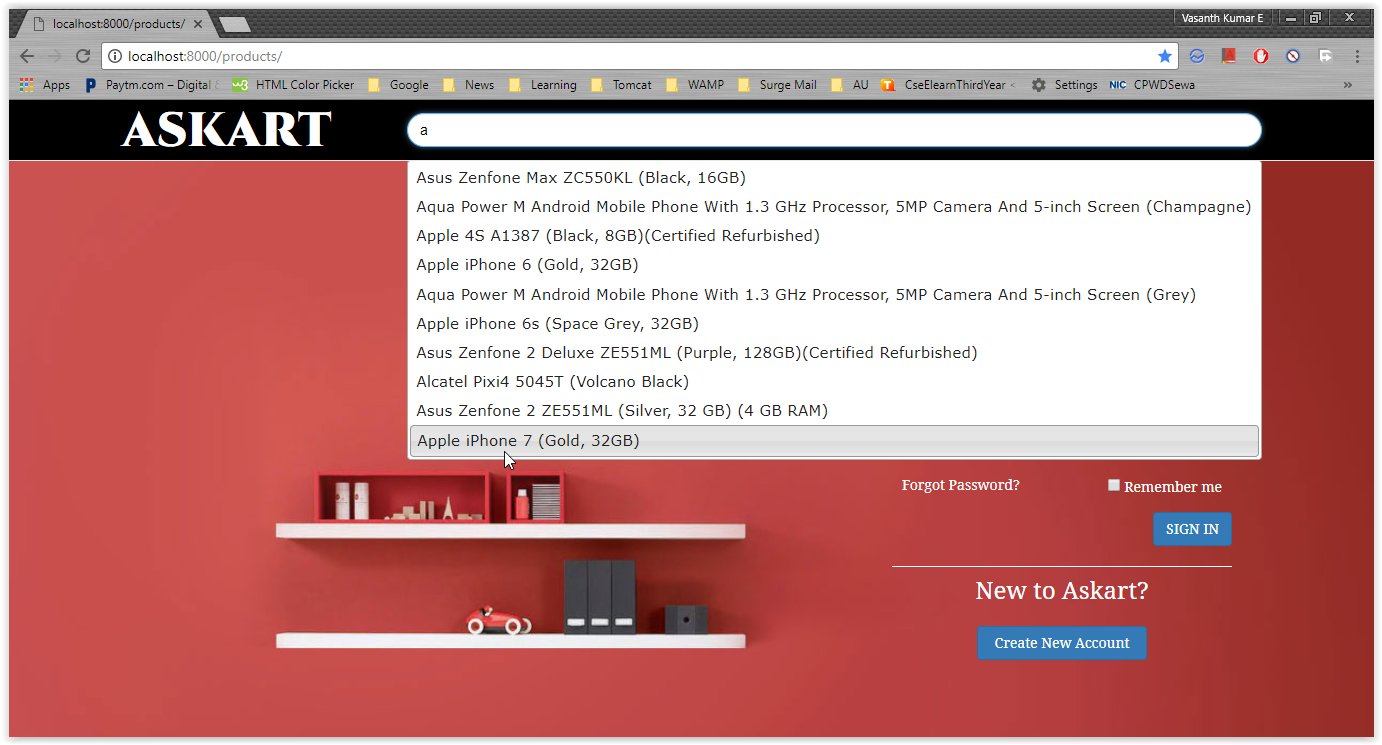 localhost:8000/products/
Vasanth Kumar E
localhost:8000/products/
Apps Paytm.com – Digital HTML Color Picker Google News Learning Tomcat WAMP Surge Mail AU CseElearnThirdYear < Settings NIC CPWDSewa »
ASKART
a
Asus Zenfone Max ZC550KL (Black, 16GB)
Aqua Power M Android Mobile Phone With 1.3 GHz Processor, 5MP Camera And 5-inch Screen (Champagne)
Apple 4S A1387 (Black, 8GB)(Certified Refurbished)
Apple iPhone 6 (Gold, 32GB)
Aqua Power M Android Mobile Phone With 1.3 GHz Processor, 5MP Camera And 5-inch Screen (Grey)
Apple iPhone 6s (Space Grey, 32GB)
Asus Zenfone 2 Deluxe ZE551ML (Purple, 128GB)(Certified Refurbished)
Alcatel Pixi4 5045T (Volcano Black)
Asus Zenfone 2 ZE551ML (Silver, 32 GB) (4 GB RAM)
Apple iPhone 7 (Gold, 32GB)
Forgot Password? Remember me
SIGN IN
New to Askart?
Create New Account